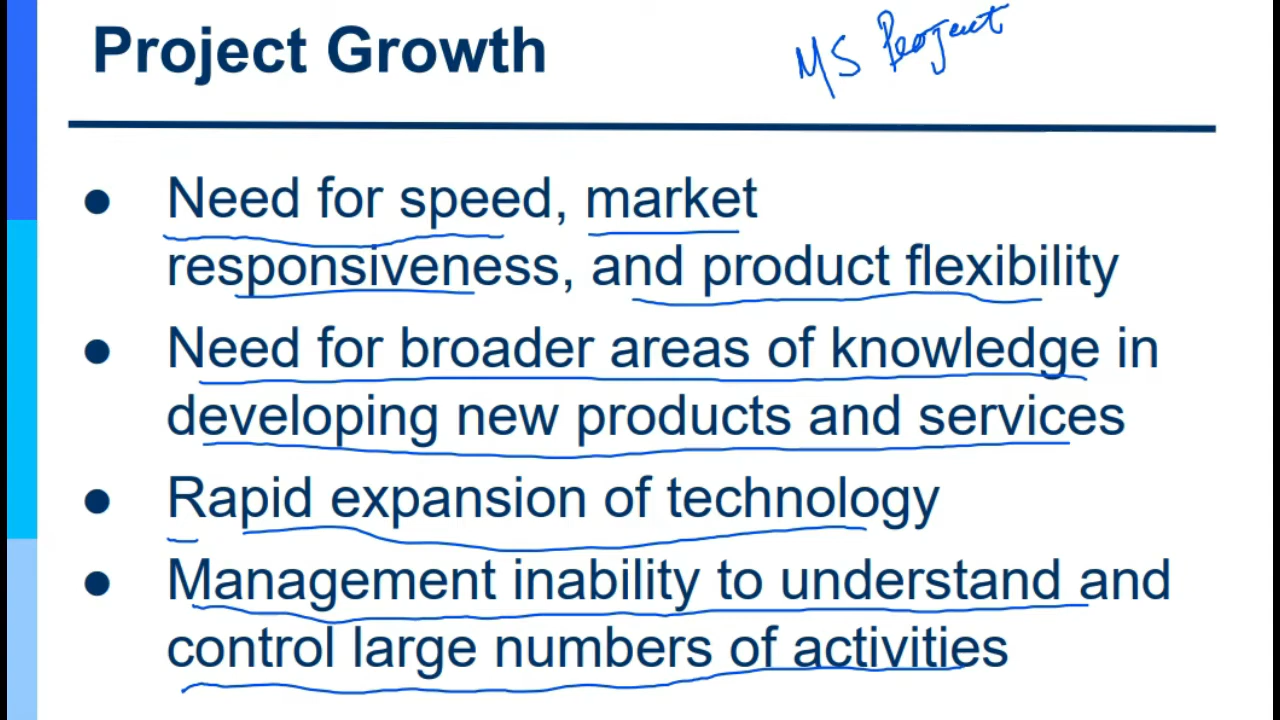 Project Growth
MS Project
● Need for speed, market
responsiveness, and product flexibility
● Need for broader areas of knowledge in
developing new products and services
● Rapid expansion of technology
● Management inability to understand and
control large numbers of activities